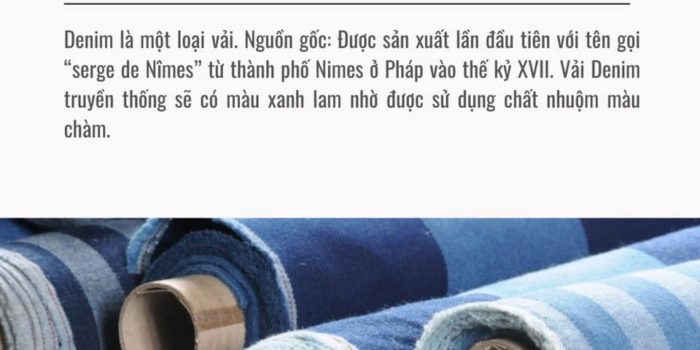 Denim là một loại vải. Nguồn gốc: Được sản xuất lần đầu tiên với tên gọi
“serge de Nîmes” từ thành phố Nimes ở Pháp vào thế kỷ XVII. Vải Denim
truyền thống sẽ có màu xanh lam nhờ được sử dụng chất nhuộm màu
chàm.